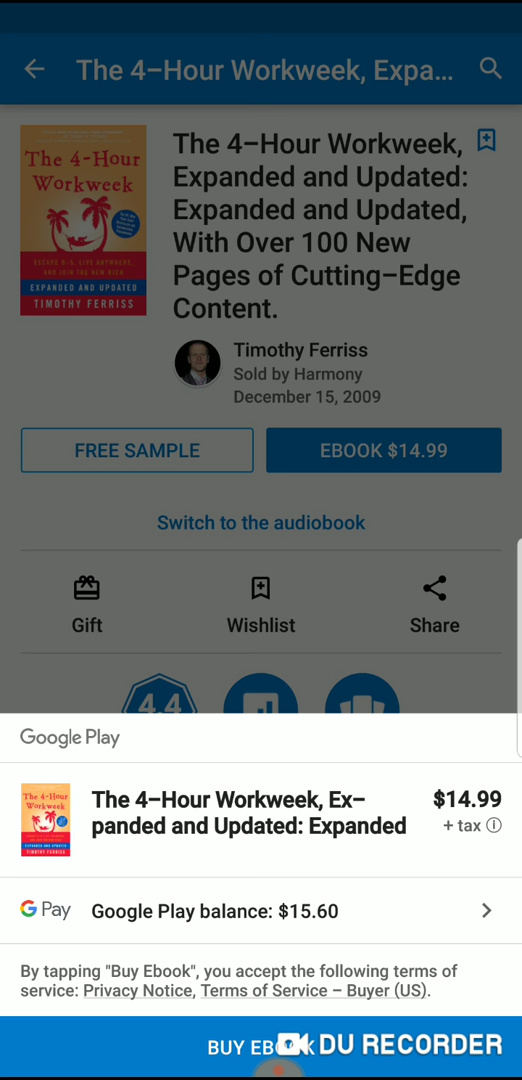 The 4-Hour Workweek, Expa...
The 4-Hour
Workweek
ESCAPE 9-5, LIVE ANYWHERE,
AND JOIN THE NEW RICH
EXPANDED AND UPDATED
TIMOTHY FERRISS
The 4-Hour Workweek,
Expanded and Updated:
Expanded and Updated,
With Over 100 New
Pages of Cutting-Edge
Content.
Timothy Ferriss
Sold by Harmony
December 15, 2009
FREE SAMPLE
EBOOK $14.99
Switch to the audiobook
Gift
Wishlist
Share
4.4
Google Play
The 4-Hour
Workweek
The 4-Hour Workweek, Ex-
panded and Updated: Expanded
$14.99
+ tax
G Pay
Google Play balance: $15.60
By tapping "Buy Ebook", you accept the following terms of
service: Privacy Notice, Terms of Service - Buyer (US).
BUY EBOOK
DU RECORDER